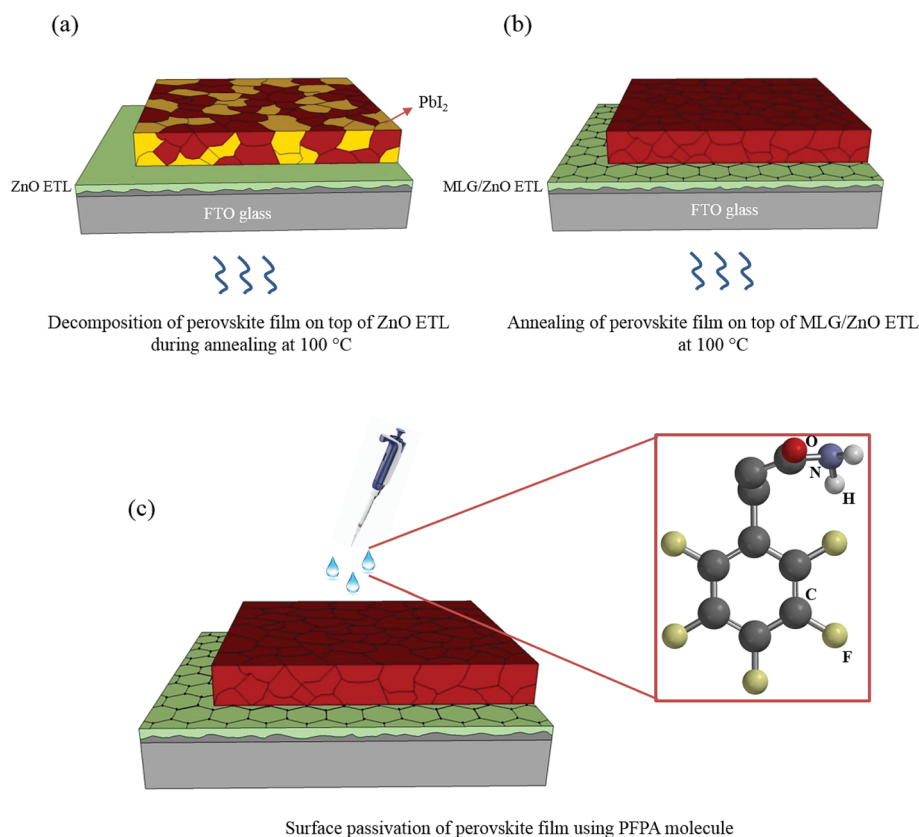 (a)
PbI₂
ZnO ETL
FTO glass
Decomposition of perovskite film on top of ZnO ETL
during annealing at 100 °C
(b)
MLG/ZnO ETL
FTO glass
Annealing of perovskite film on top of MLG/ZnO ETL
at 100 °C
(c)
O
N
H
C
F
Surface passivation of perovskite film using PFPA molecule